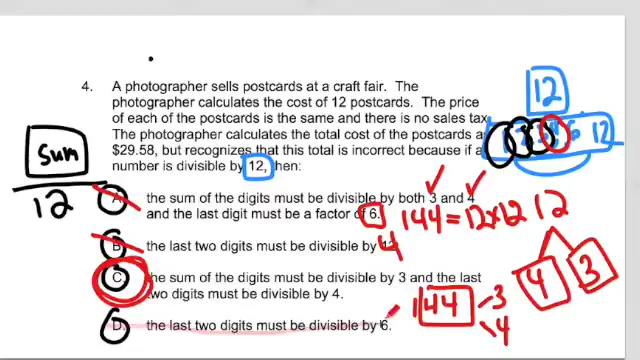 4. A photographer sells postcards at a craft fair. The
photographer calculates the cost of 12 postcards. The price
of each of the postcards is the same and there is no sales tax
The photographer calculates the total cost of the postcards a
$29.58, but recognizes that this total is incorrect because if a
number is divisible by 12, then:
12
12
sum
12
A. the sum of the digits must be divisible by both 3 and 4
and the last digit must be a factor of 6.
144 = 12x12
12
4
B. the last two digits must be divisible by 12.
C. the sum of the digits must be divisible by 3 and the last
two digits must be divisible by 4.
4 3
144
3
4
D. the last two digits must be divisible by 6.